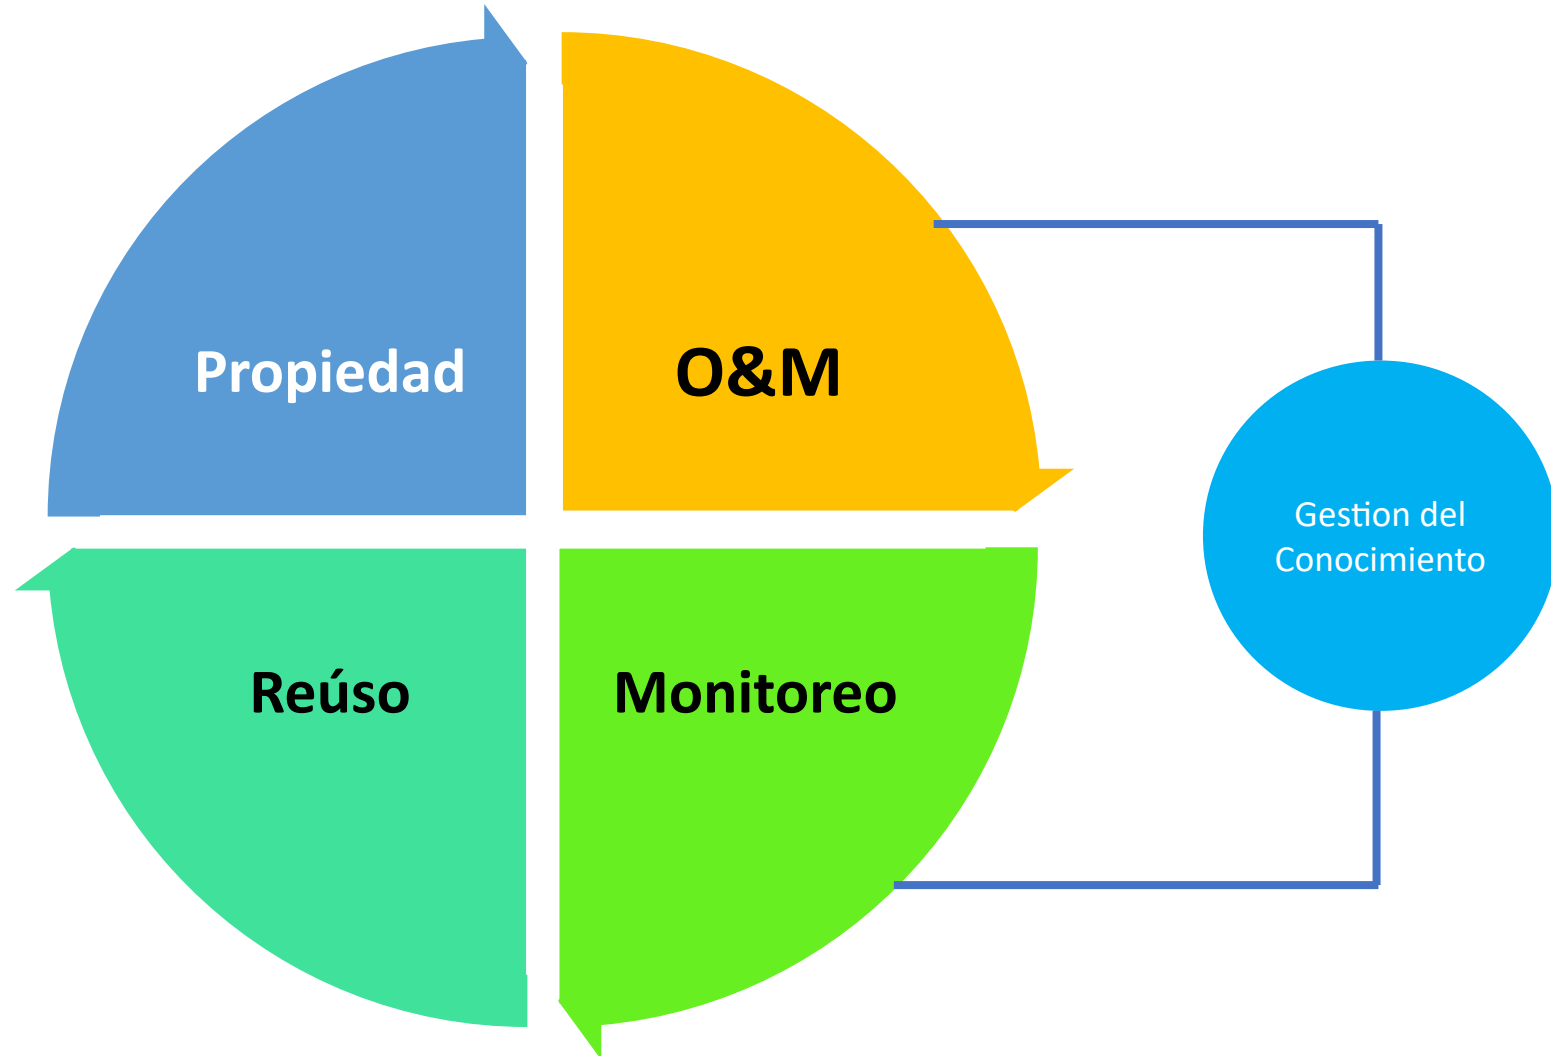 Propiedad
O&M
Gestion del
Conocimiento
Reúso
Monitoreo